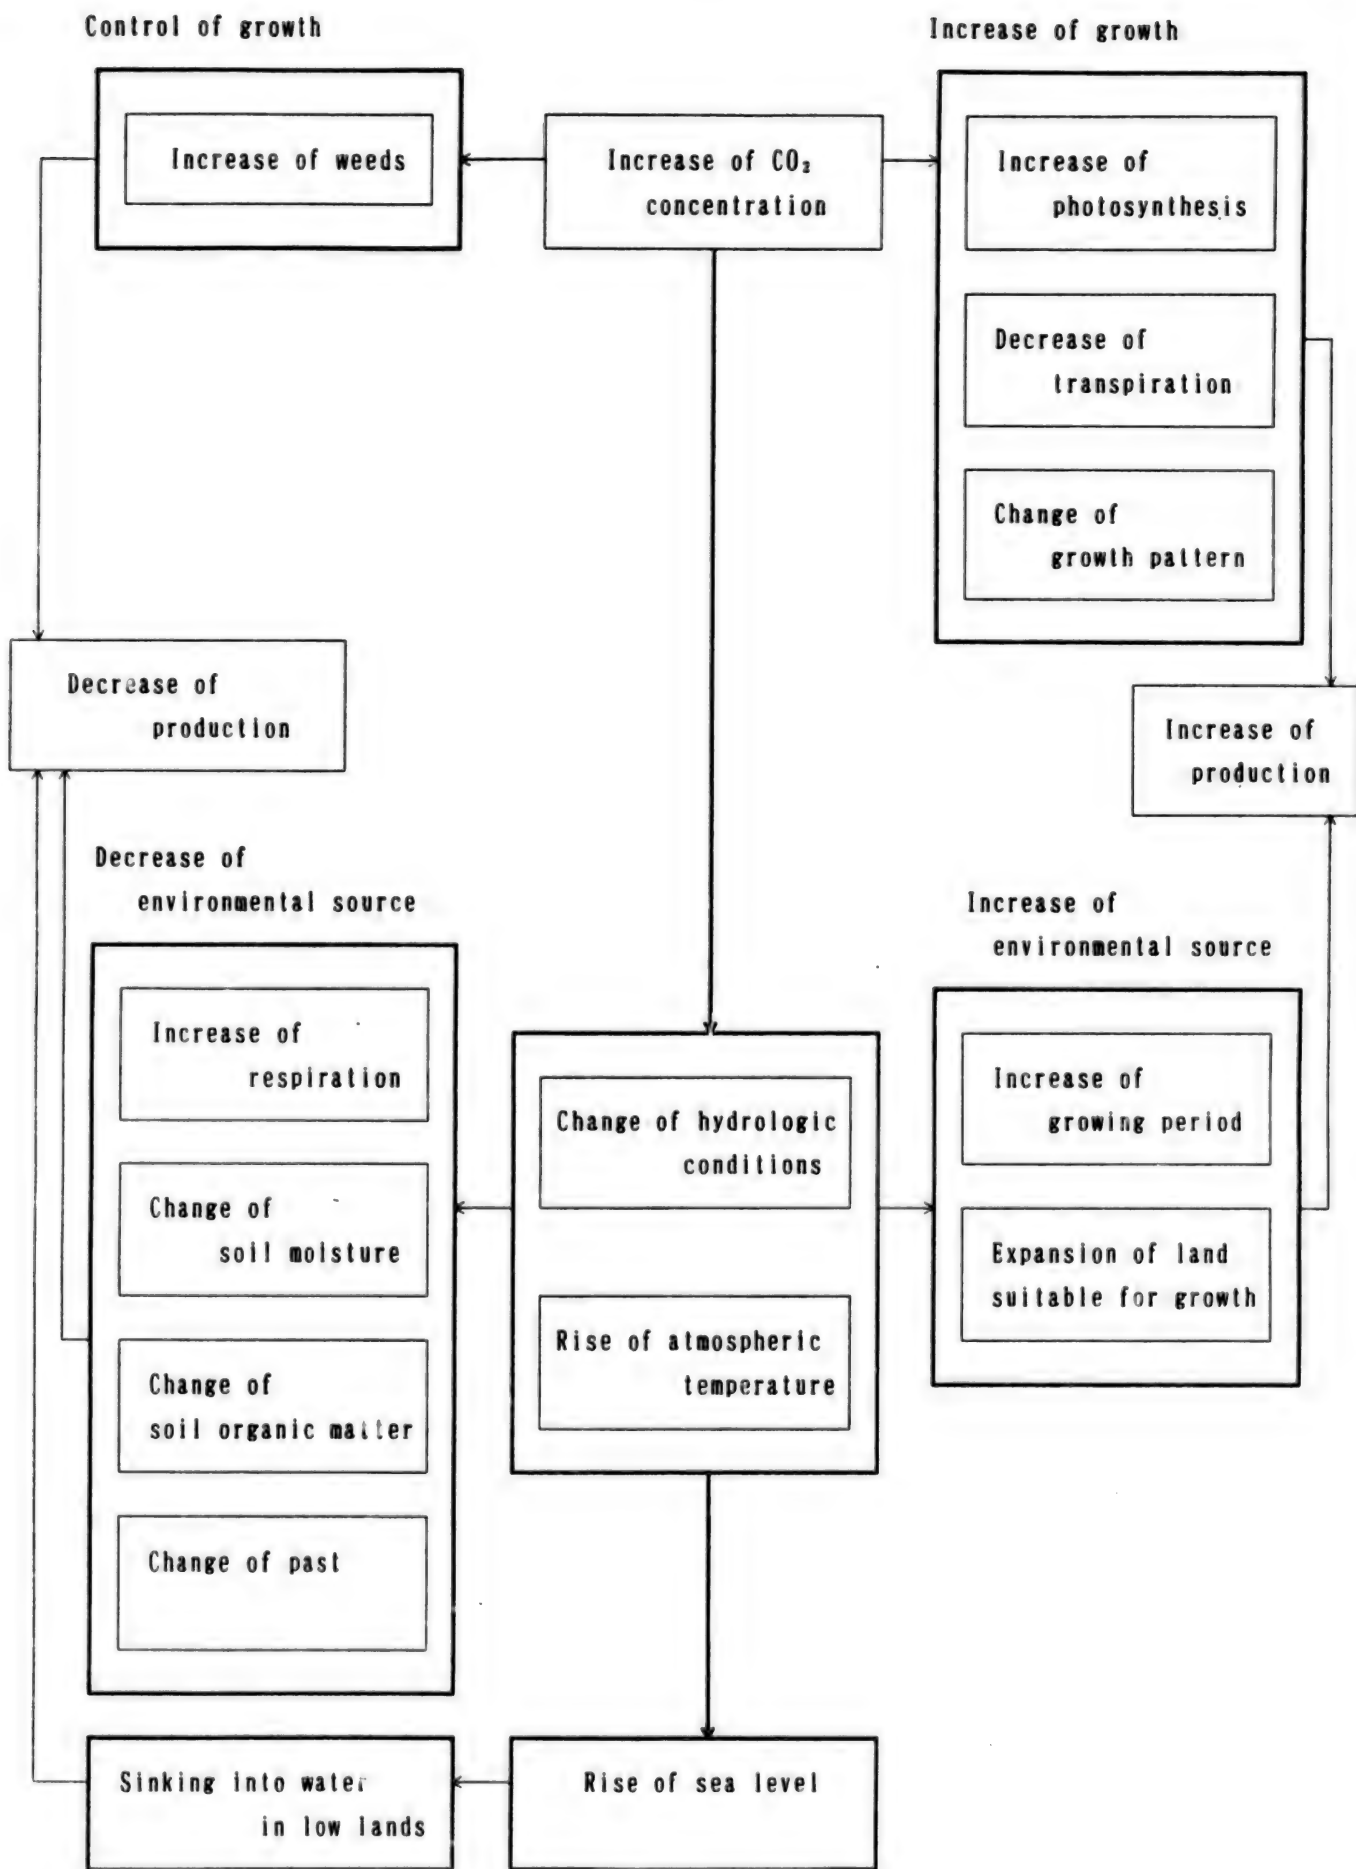 Control of growth
Increase of weeds
Increase of CO₂
concentration
Increase of growth
Increase of
photosynthesis
Decrease of
transpiration
Change of
growth pattern
Decrease of
production
Increase of
production
Decrease of
environmental source
Increase of
respiration
Change of
soil moisture
Change of
soil organic matter
Change of past
Change of hydrologic
conditions
Rise of atmospheric
temperature
Increase of
environmental source
Increase of
growing period
Expansion of land
suitable for growth
Sinking into water
in low lands
Rise of sea level